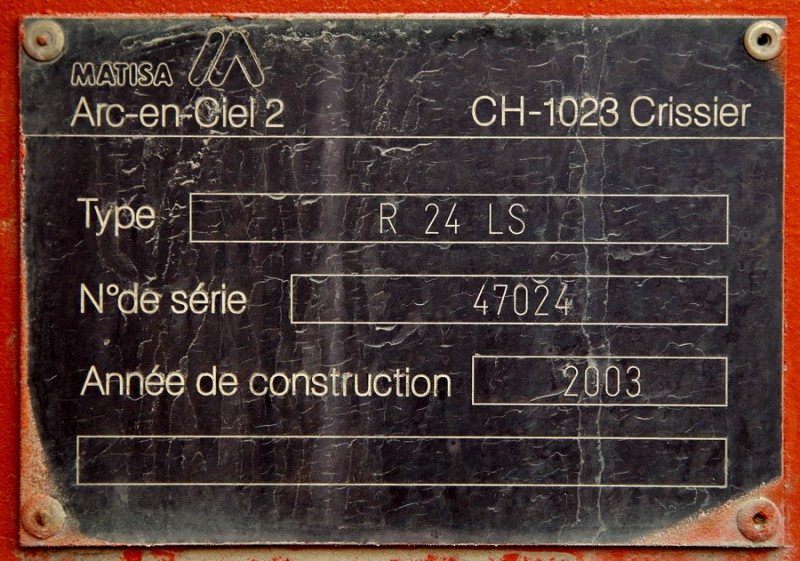 MATISA
Arc-en-Ciel 2 CH-1023 Crissier
Type R 24 LS
N°de série 47024
Année de construction 2003